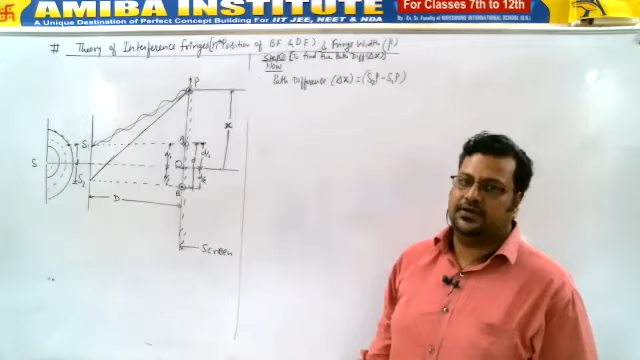 AMIBA INSTITUTE
For Classes 7th to 12th
A Unique Destination of Perfect Concept Building For IIT JEE, NEET & NDA
# Theory of Interference Fringes [nth Position of BF & DF) & Fringe Width (β)
Step① [To find the Path Diff (Δx)]
Now
Path Difference (Δx) = (S₂P - S₁P)
P
x
S₁
S
O
S₂
B
D
Screen